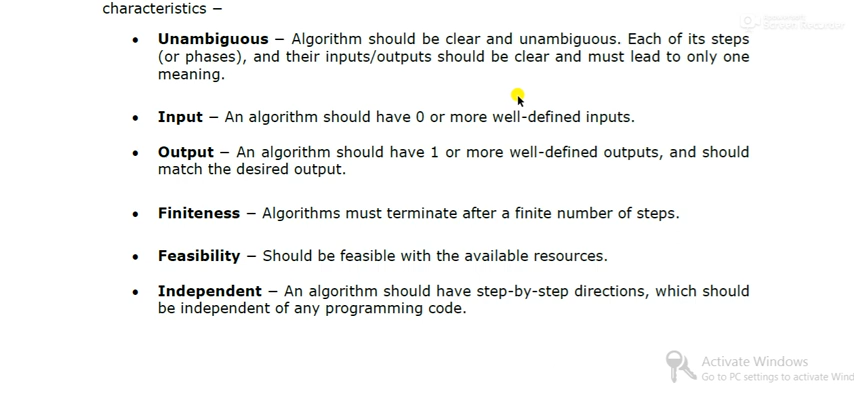 characteristics −
• Unambiguous − Algorithm should be clear and unambiguous. Each of its steps
(or phases), and their inputs/outputs should be clear and must lead to only one
meaning.
• Input − An algorithm should have 0 or more well-defined inputs.
• Output − An algorithm should have 1 or more well-defined outputs, and should
match the desired output.
• Finiteness − Algorithms must terminate after a finite number of steps.
• Feasibility − Should be feasible with the available resources.
• Independent − An algorithm should have step-by-step directions, which should
be independent of any programming code.
Screen Recorder
Activate Windows
Go to PC settings to activate Wind